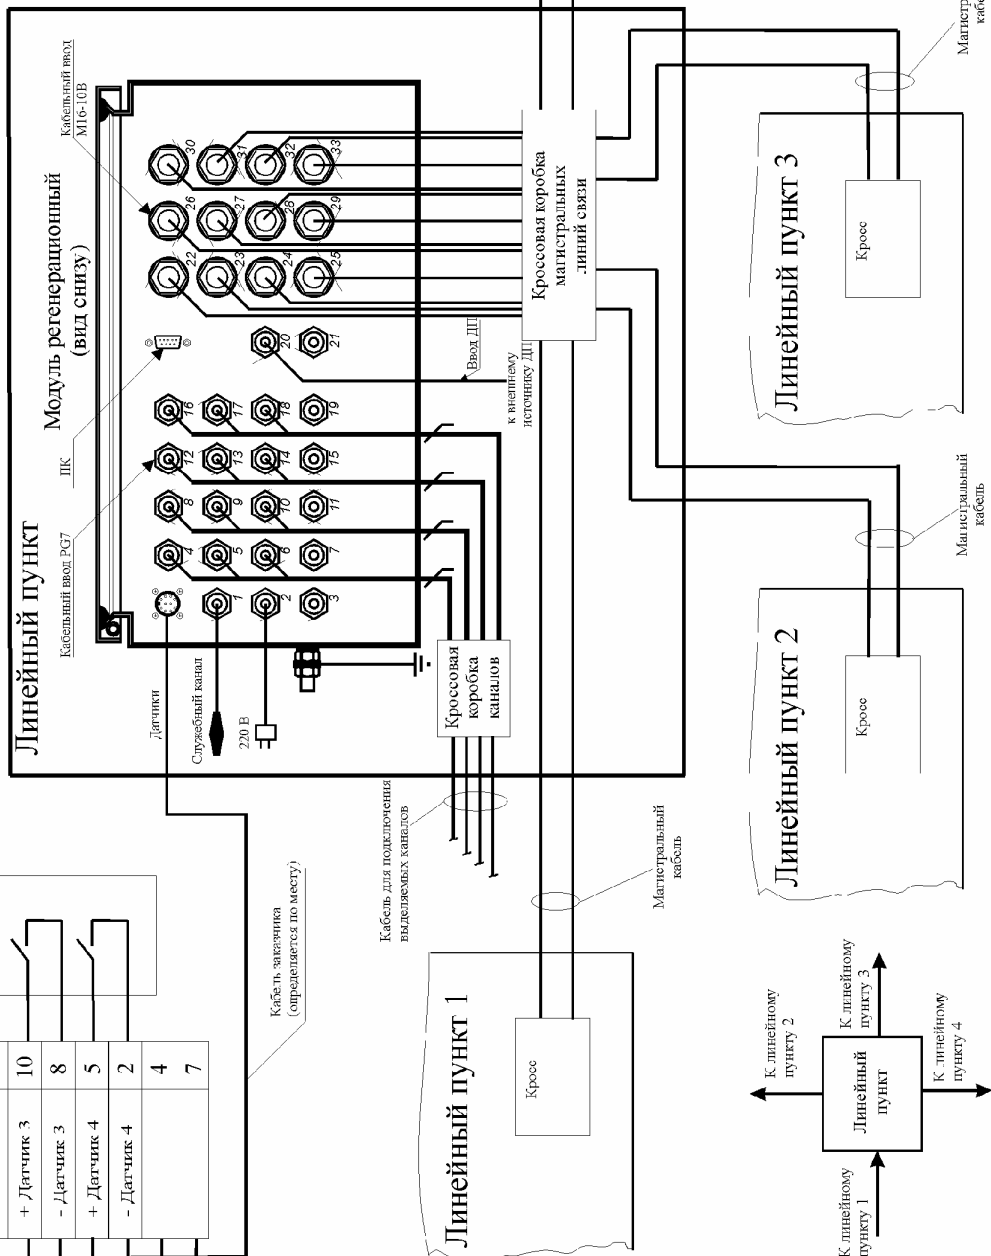 Линейный пункт
Кабельный ввод PG7
ПК
Модуль регенерационный
(вид снизу)
Кабельный ввод
М16-10В
30
31
32
33
26
27
28
29
22
23
24
25
20
21
16
17
18
19
12
13
14
15
8
9
10
11
4
5
6
7
1
2
3
Датчики
Служебный канал
220 В
Ввод ДП
к внешнему
источнику ДП
Кроссовая
коробка
каналов
Кроссовая коробка
магистральных
линий связи
Кабель для подключения
выделяемых каналов
Магистральный
кабель
Кабель заказчика
(определяется по месту)
+ Датчик 3
10
- Датчик 3
8
+ Датчик 4
5
- Датчик 4
2
4
7
Линейный пункт 1
Кросс
Линейный пункт 2
Кросс
Магистральный
кабель
Линейный пункт 3
Кросс
К линейному
пункту 1
К линейному
пункту 2
К линейному
пункту 3
К линейному
пункту 4
Линейный
пункт